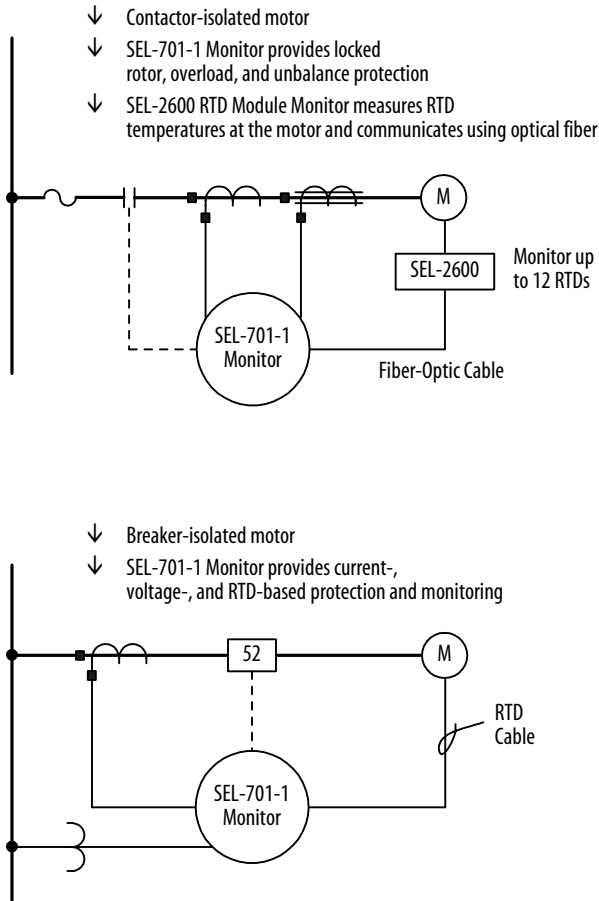 Contactor-isolated motor
SEL-701-1 Monitor provides locked
rotor, overload, and unbalance protection
SEL-2600 RTD Module Monitor measures RTD
temperatures at the motor and communicates using optical fiber
M
SEL-2600
Monitor up
to 12 RTDs
SEL-701-1
Monitor
Fiber-Optic Cable
Breaker-isolated motor
SEL-701-1 Monitor provides current-,
voltage-, and RTD-based protection and monitoring
52
M
RTD
Cable
SEL-701-1
Monitor